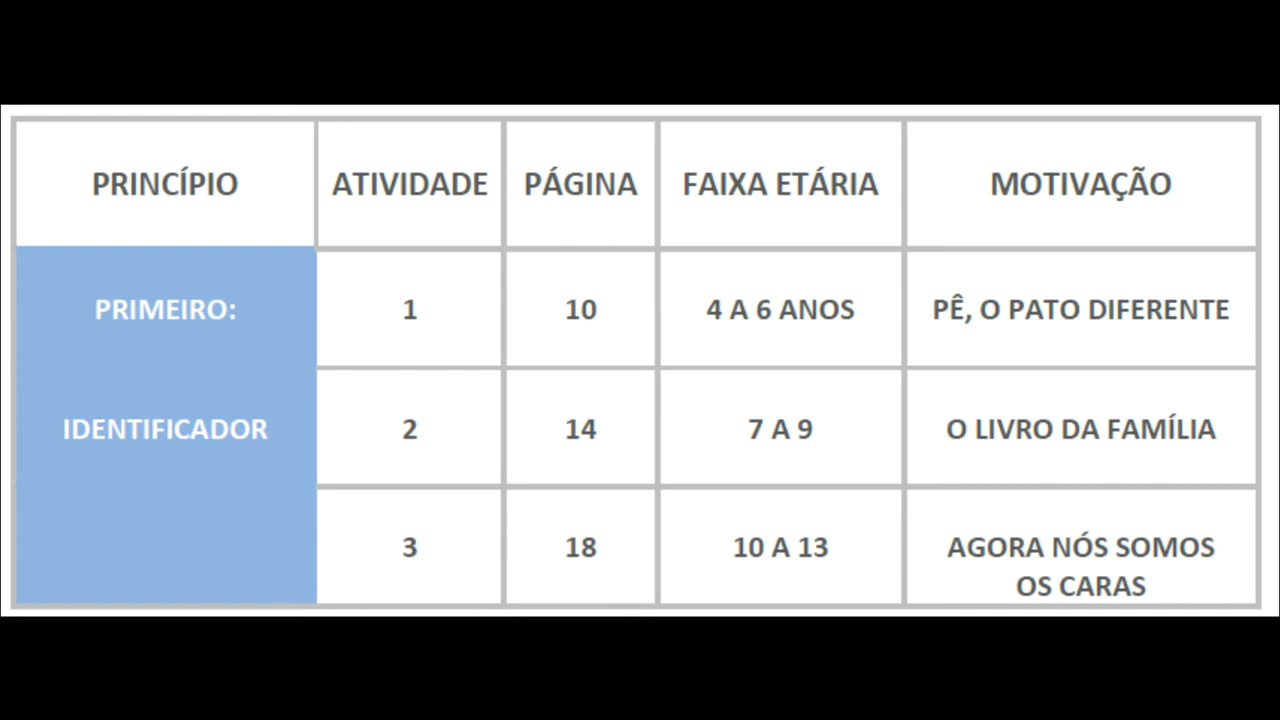 PRINCÍPIO ATIVIDADE PÁGINA FAIXA ETÁRIA MOTIVAÇÃO
PRIMEIRO: 1 10 4 A 6 ANOS PÊ, O PATO DIFERENTE
IDENTIFICADOR 2 14 7 A 9 O LIVRO DA FAMÍLIA
3 18 10 A 13 AGORA NÓS SOMOS
OS CARAS